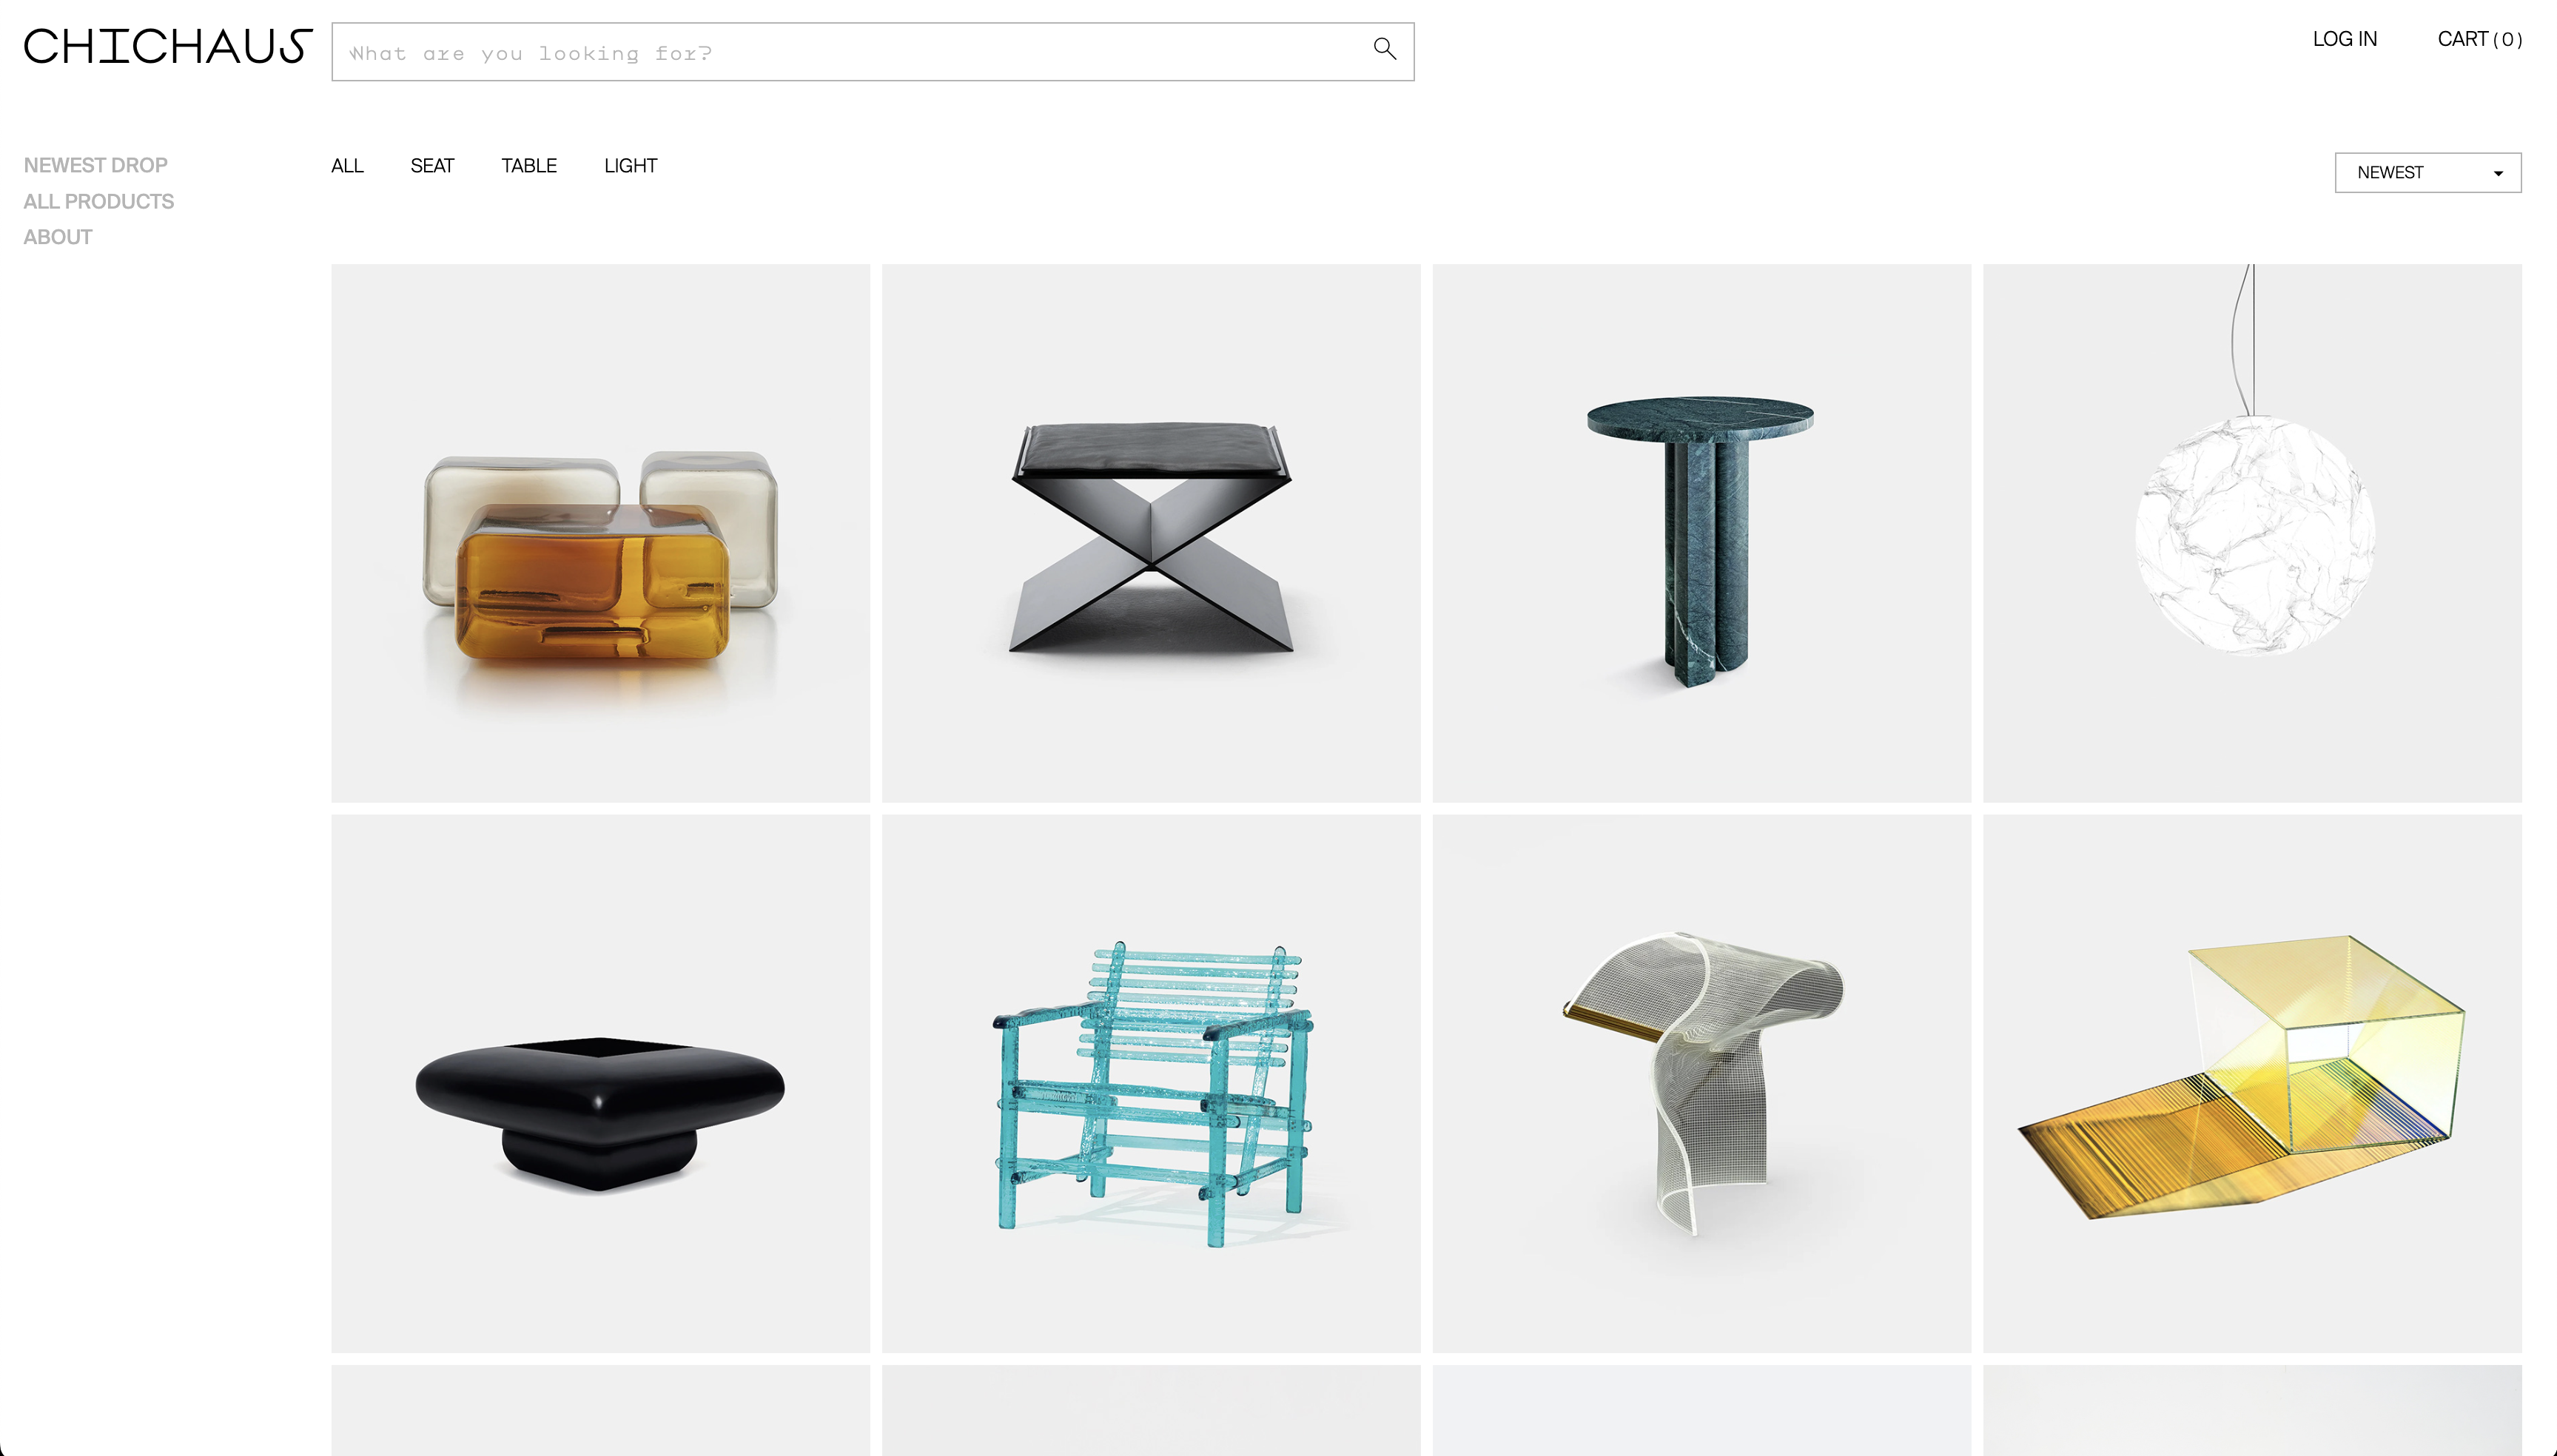 CHICHAUS
What are you looking for?
LOG IN
CART ( 0 )
NEWEST DROP
ALL PRODUCTS
ABOUT
ALL
SEAT
TABLE
LIGHT
NEWEST